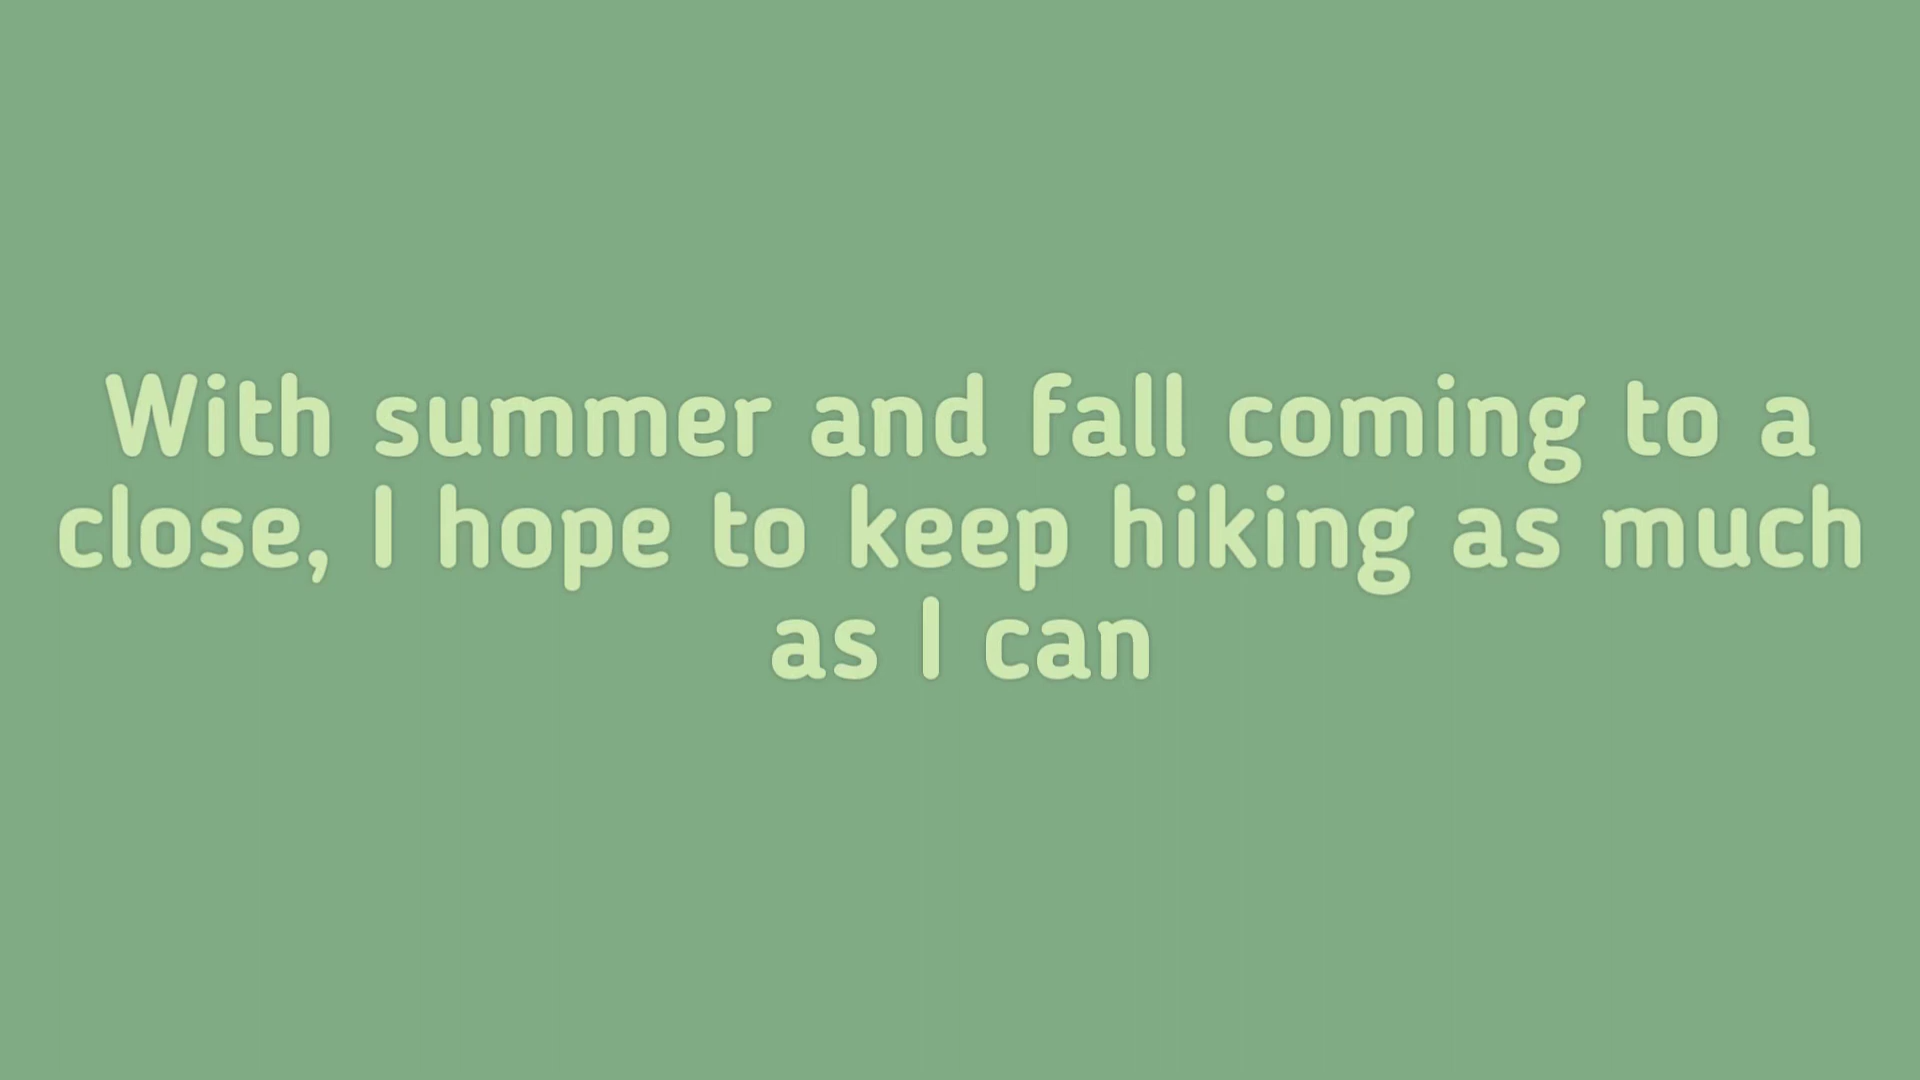 With summer and fall coming to a
close, I hope to keep hiking as much
as I can